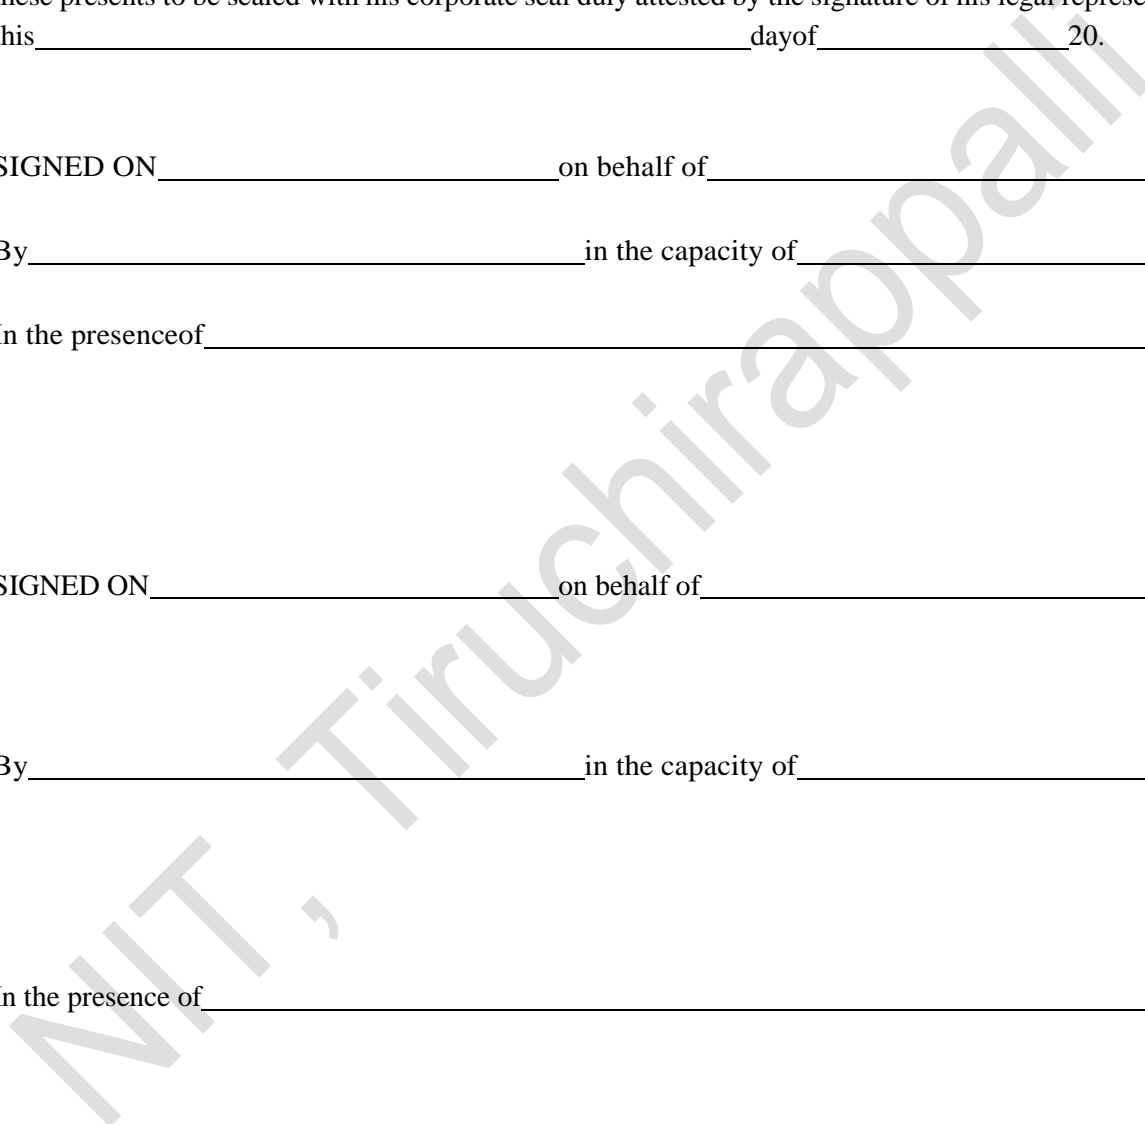 these presents to be sealed with his corporate seal duly attested by the signature of his legal
this dayof 20.
SIGNED ON on behalf of
By in the capacity of
In the presenceof
SIGNED ON on behalf of
By in the capacity of
In the presence of
NIT , Tiruchirappalli